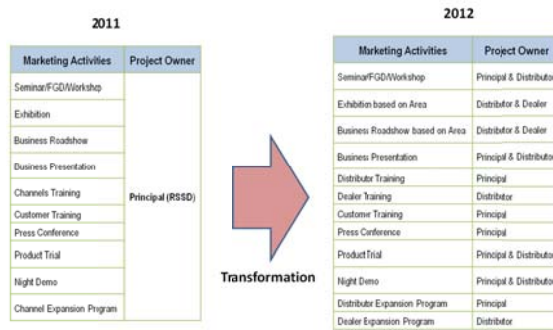 2011
Marketing Activities Project Owner
Seminar/FGD/Workshop
Exhibition
Business Roadshow
Business Presentation
Channels Training
Customer Training
Press Conference
Product Trial
Night Demo
Channel Expansion Program
Principal (RSSD)
Transformation
2012
Marketing Activities Project Owner
Seminar/FGD/Workshop Principal & Distributor
Exhibition based on Area Distributor & Dealer
Business Roadshow based on Area Distributor & Dealer
Business Presentation Principal & Distributor
Distributor Training Principal
Dealer Training Distributor
Customer Training Principal
Press Conference Principal
Product Trial Principal & Distributor
Night Demo Principal & Distributor
Distributor Expansion Program Principal
Dealer Expansion Program Distributor